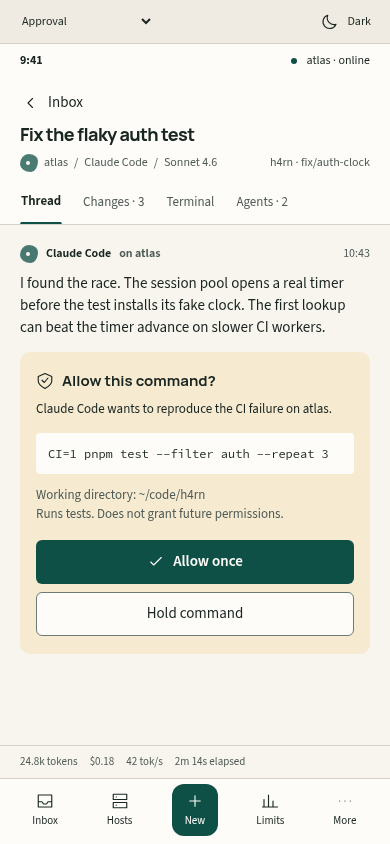 Approval
Dark
9:41
atlas · online
Inbox
Fix the flaky auth test
atlas / Claude Code / Sonnet 4.6
h4rn · fix/auth-clock
Thread
Changes · 3
Terminal
Agents · 2
Claude Code on atlas
10:43
I found the race. The session pool opens a real timer
before the test installs its fake clock. The first lookup
can beat the timer advance on slower CI workers.
Allow this command?
Claude Code wants to reproduce the CI failure on atlas.
CI=1 pnpm test --filter auth --repeat 3
Working directory: ~/code/h4rn
Runs tests. Does not grant future permissions.
Allow once
Hold command
24.8k tokens $0.18 42 tok/s 2m 14s elapsed
Inbox
Hosts
New
Limits
More